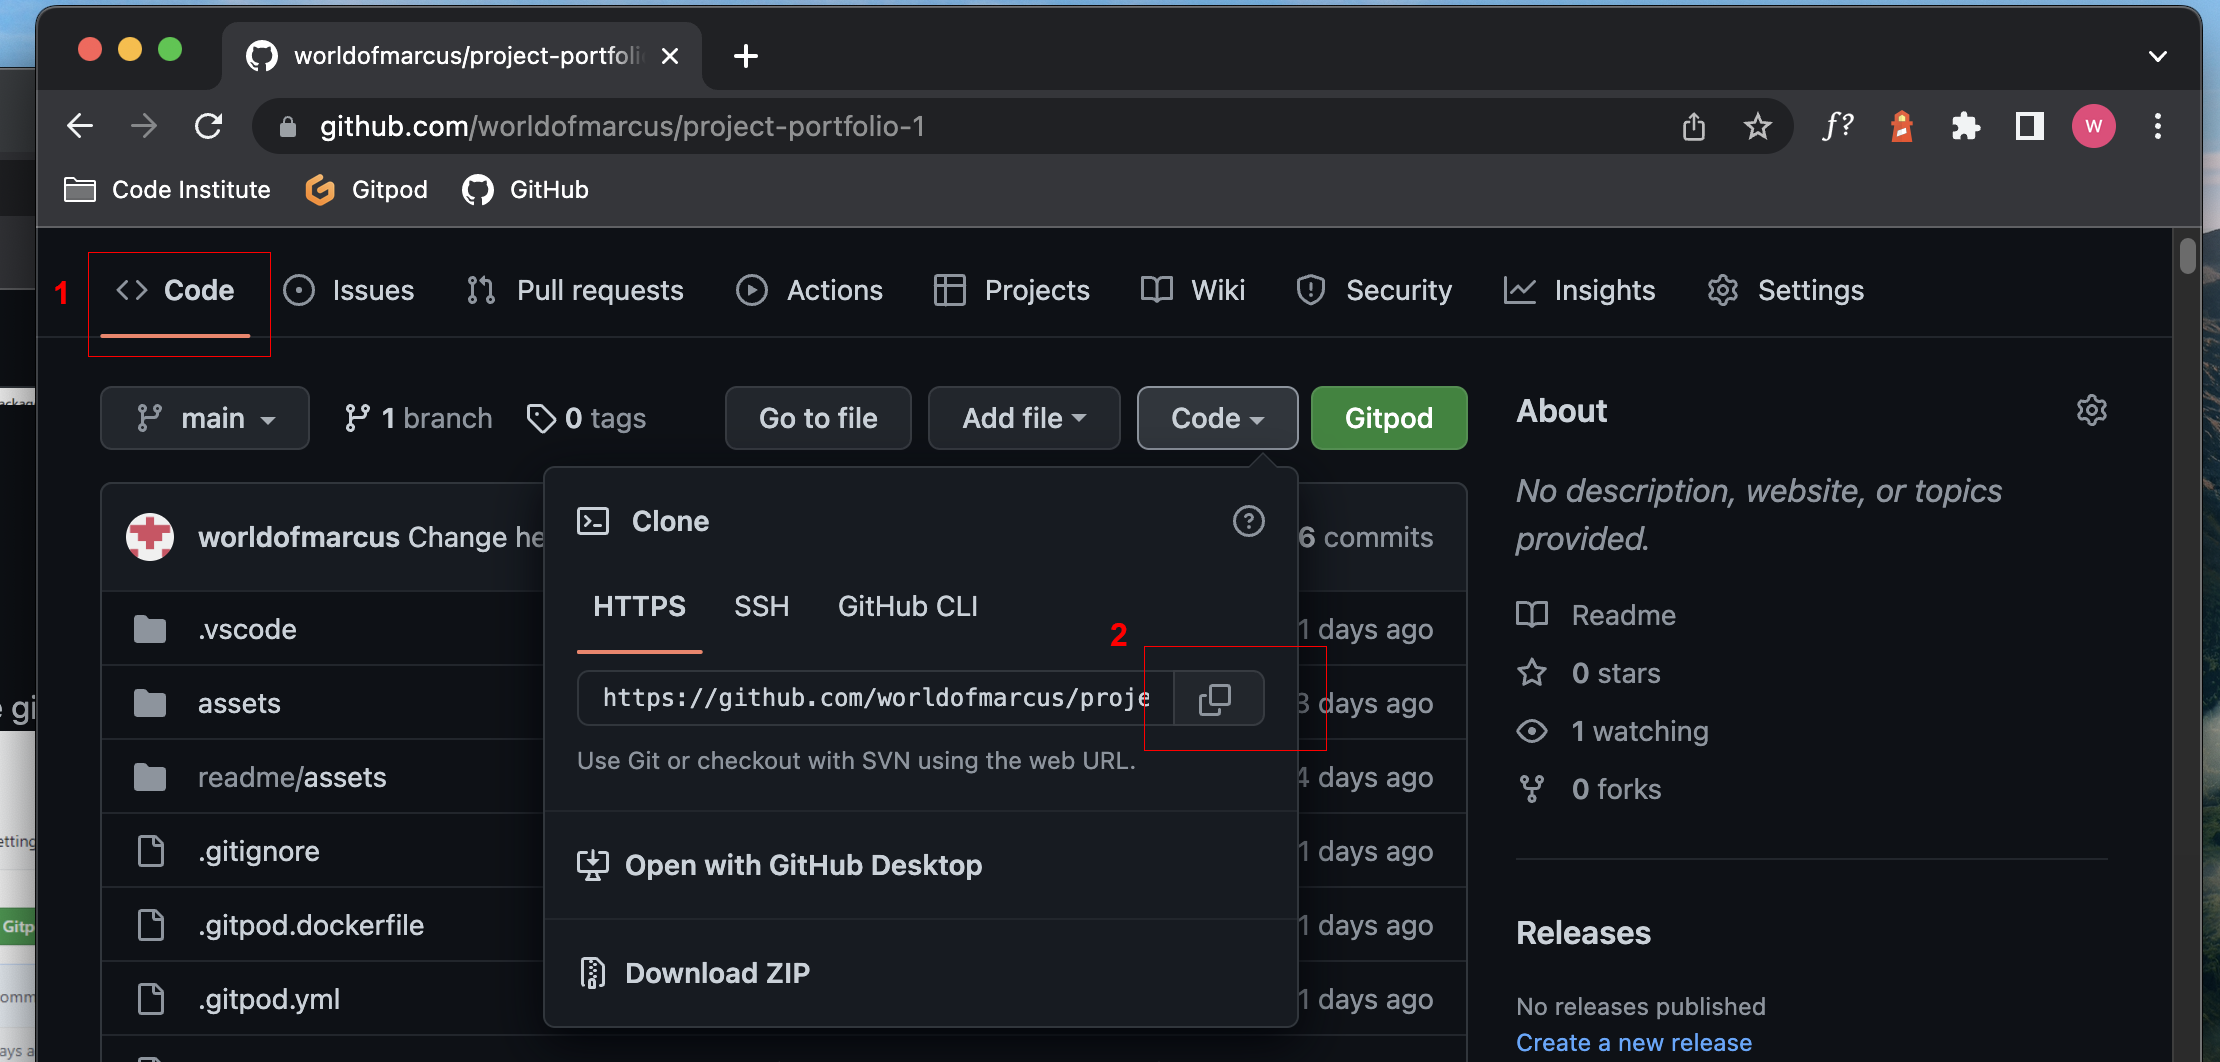 worldofmarcus/project-portfoli
github.com/worldofmarcus/project-portfolio-1
f?
W
Code Institute
Gitpod
GitHub
1
Code
Issues
Pull requests
Actions
Projects
Wiki
Security
Insights
Settings
main
1 branch
0 tags
Go to file
Add file
Code
Gitpod
About
No description, website, or topics
provided.
worldofmarcus Change he
6 commits
Clone
HTTPS
SSH
GitHub CLI
2
https://github.com/worldofmarcus/proje
Use Git or checkout with SVN using the web URL.
Open with GitHub Desktop
Download ZIP
.vscode
1 days ago
assets
3 days ago
readme/assets
4 days ago
.gitignore
1 days ago
.gitpod.dockerfile
1 days ago
.gitpod.yml
1 days ago
Readme
0 stars
1 watching
0 forks
Releases
No releases published
Create a new release
e gi
etting
Gitp
omm
ays a